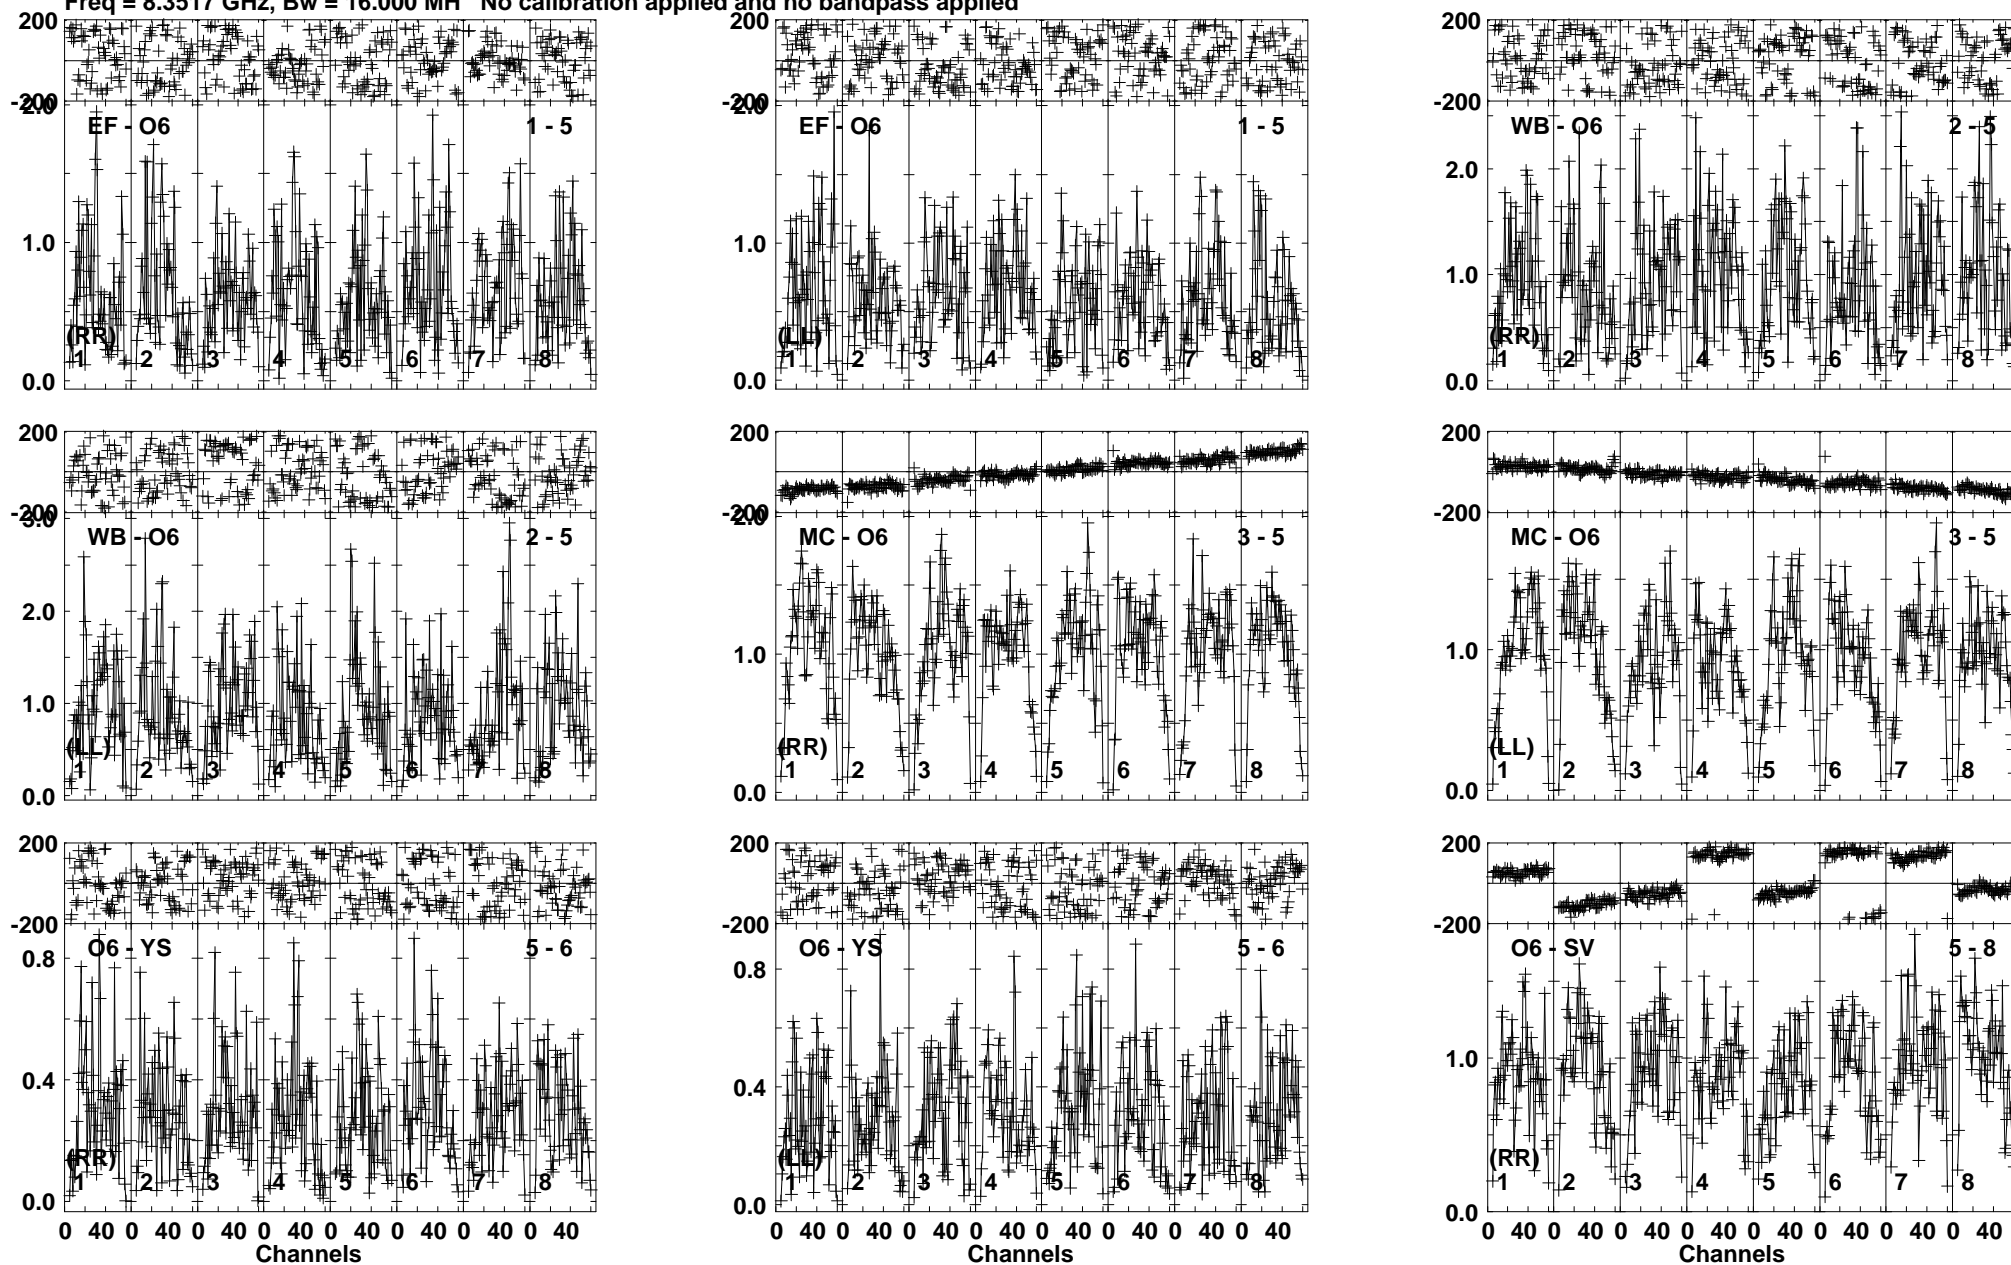 Freq = 8.3517 GHz, Bw = 16.000 MH No calibration applied and no bandpass applied
200 200 200
-200 -200 -200
2.0 2.0
EF - O6 1 - 5 EF - O6 1 - 5 WB - O6 2 - 5
2.0
1.0 1.0 1.0
(RR) (LL) (RR)
1 2 3 4 5 6 7 8 1 2 3 4 5 6 7 8 1 2 3 4 5 6 7 8
0.0 0.0 0.0
200 200 200
-200 -200 -200
3.0 2.0
WB - O6 2 - 5 MC - O6 3 - 5 MC - O6 3 - 5
2.0
1.0 1.0 1.0
(LL) (RR) (LL)
1 2 3 4 5 6 7 8 1 2 3 4 5 6 7 8 1 2 3 4 5 6 7 8
0.0 0.0 0.0
200 200 200
-200 -200 -200
O6 - YS 5 - 6 O6 - YS 5 - 6 O6 - SV 5 - 8
0.8 0.8
0.4 0.4 1.0
(RR) (LL) (RR)
1 2 3 4 5 6 7 8 1 2 3 4 5 6 7 8 1 2 3 4 5 6 7 8
0.0 0.0 0.0
0 40 0 40 0 40 0 40 0 40 0 40 0 40 0 40 0 40 0 40 0 40 0 40 0 40 0 40 0 40 0 40 0 40 0 40 0 40 0 40 0 40 0 40 0 40 0 40
Channels Channels Channels